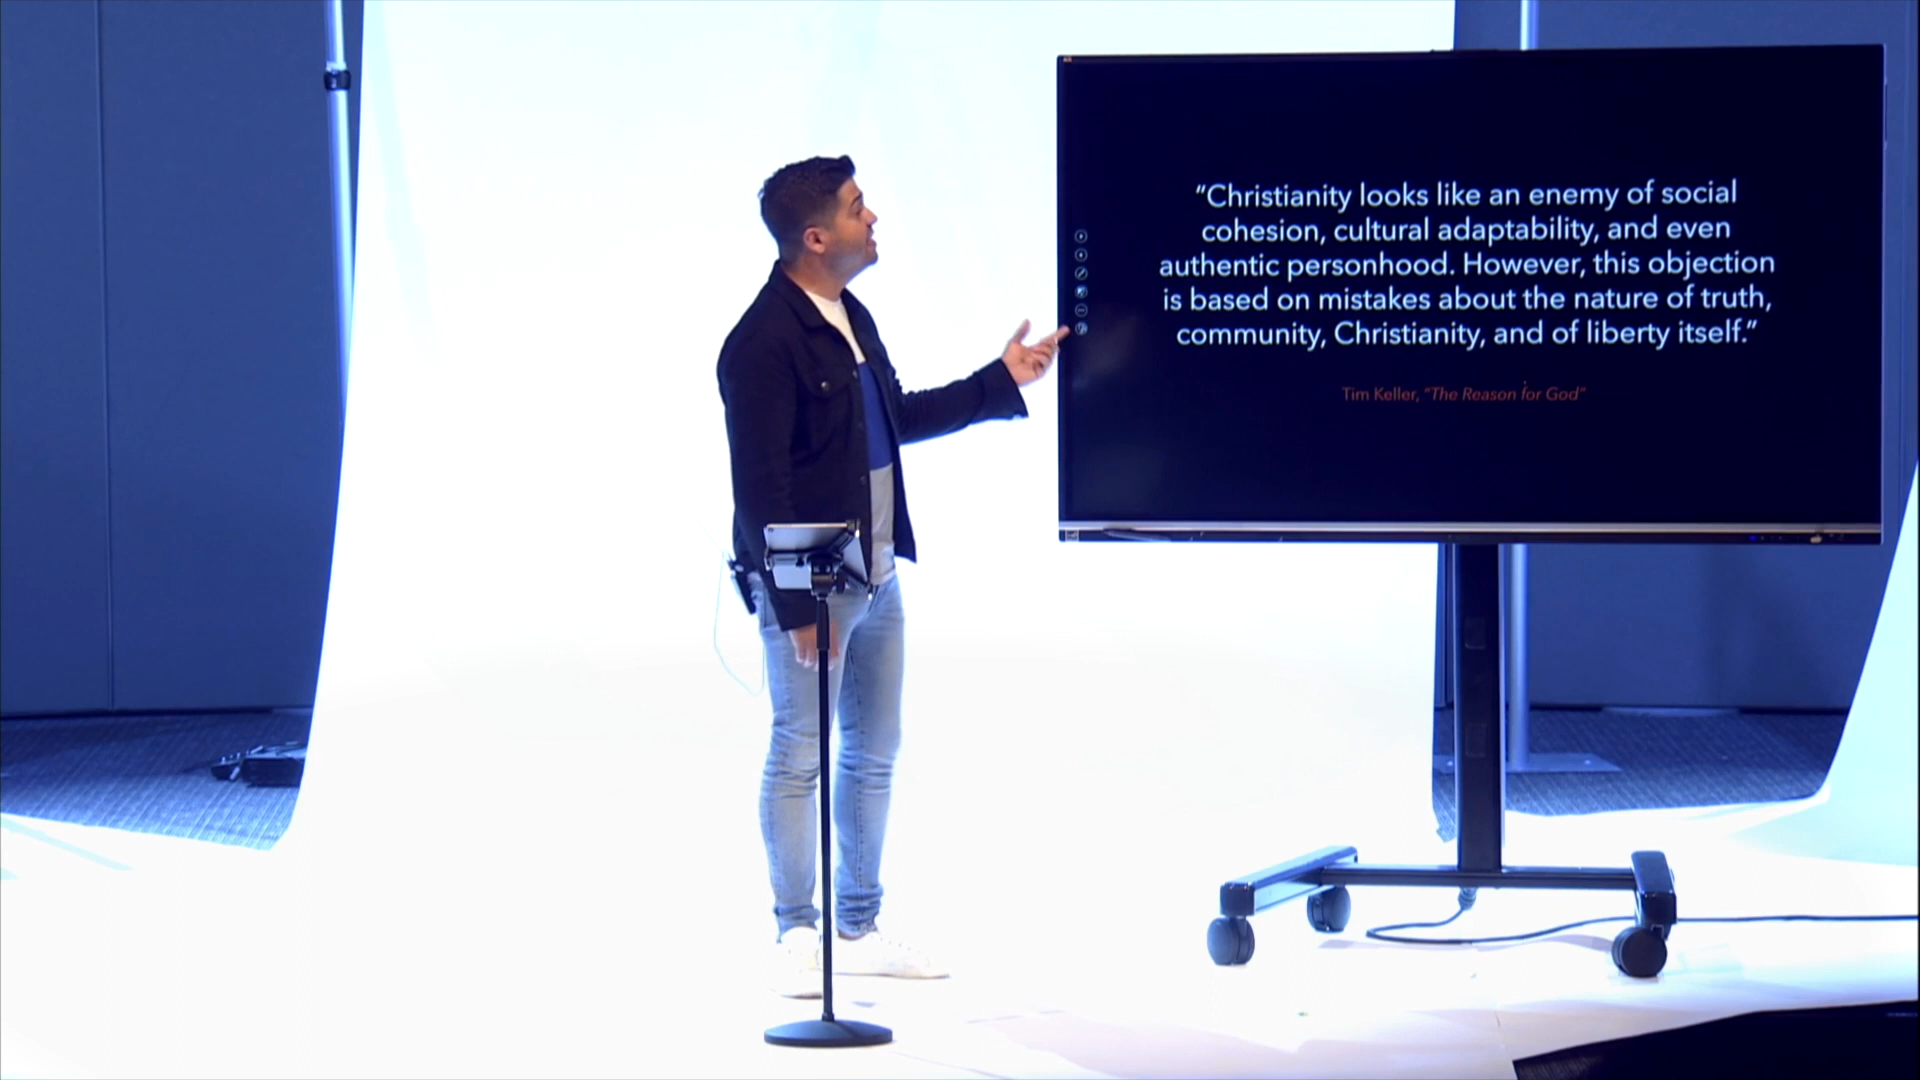 “Christianity looks like an enemy of social
cohesion, cultural adaptability, and even
authentic personhood. However, this objection
is based on mistakes about the nature of truth,
community, Christianity, and of liberty itself.”
Tim Keller, “The Reason for God”